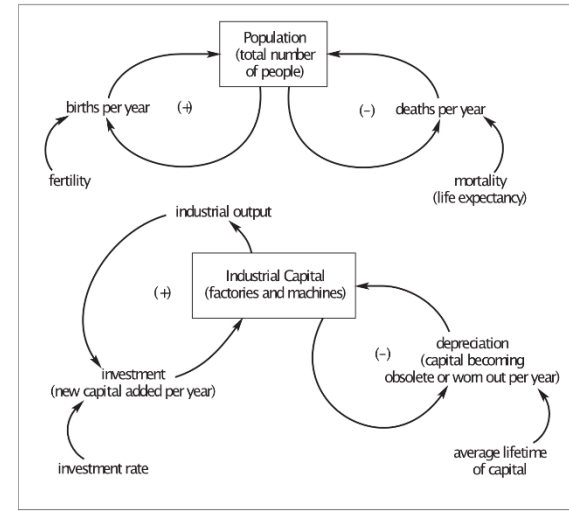 Population
(total number
of people)
births per year
(+)
(–)
deaths per year
fertility
mortality
(life expectancy)
industrial output
(+)
Industrial Capital
(factories and machines)
(–)
depreciation
(capital becoming
obsolete or worn out per year)
investment
(new capital added per year)
investment rate
average lifetime
of capital